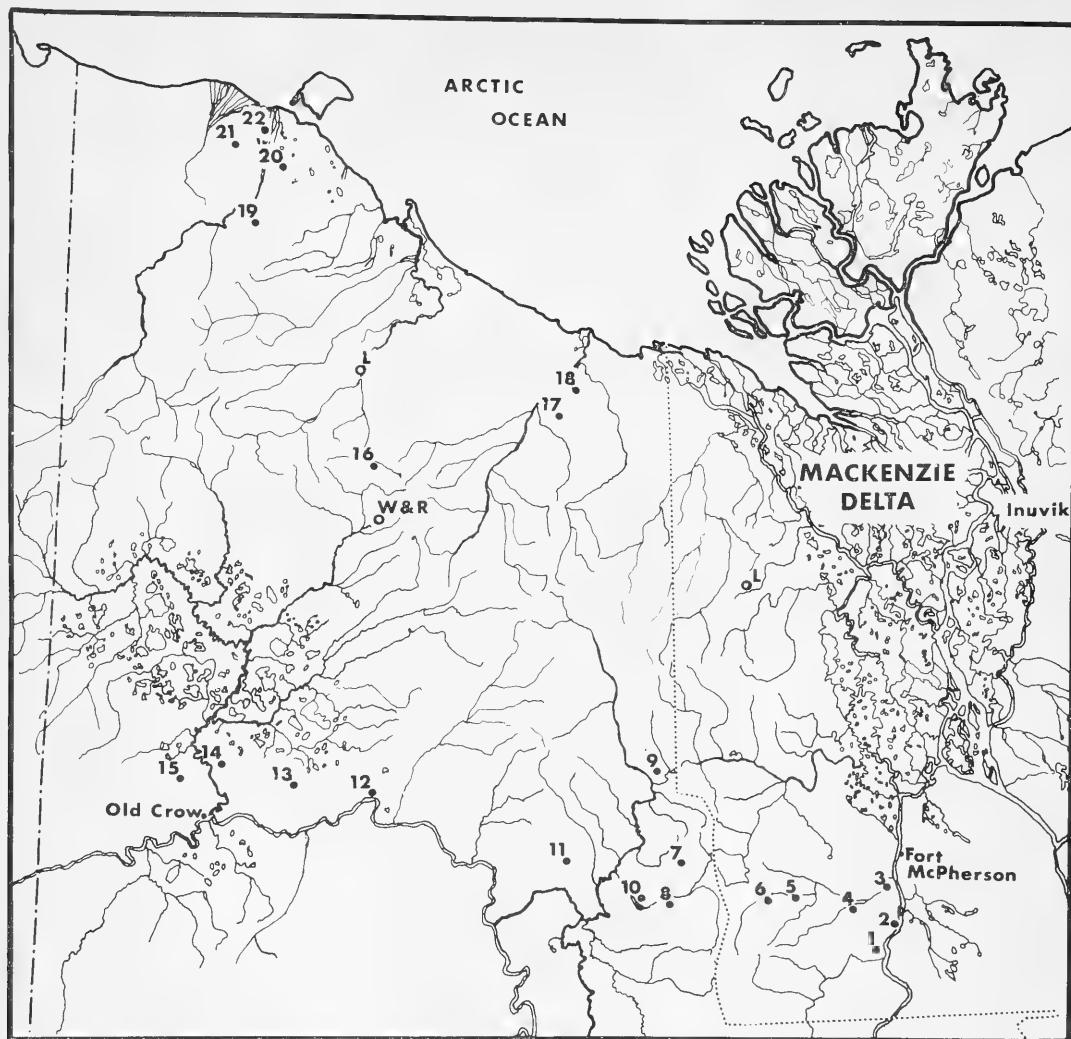 ARCTIC
OCEAN
22
21
20
19
L
18
17
16
MACKENZIE
DELTA
W&R
Inuvik
L
14
9
15
13
12
Old Crow
11
7
Fort
McPherson
10
8
6
5
3
4
2
1